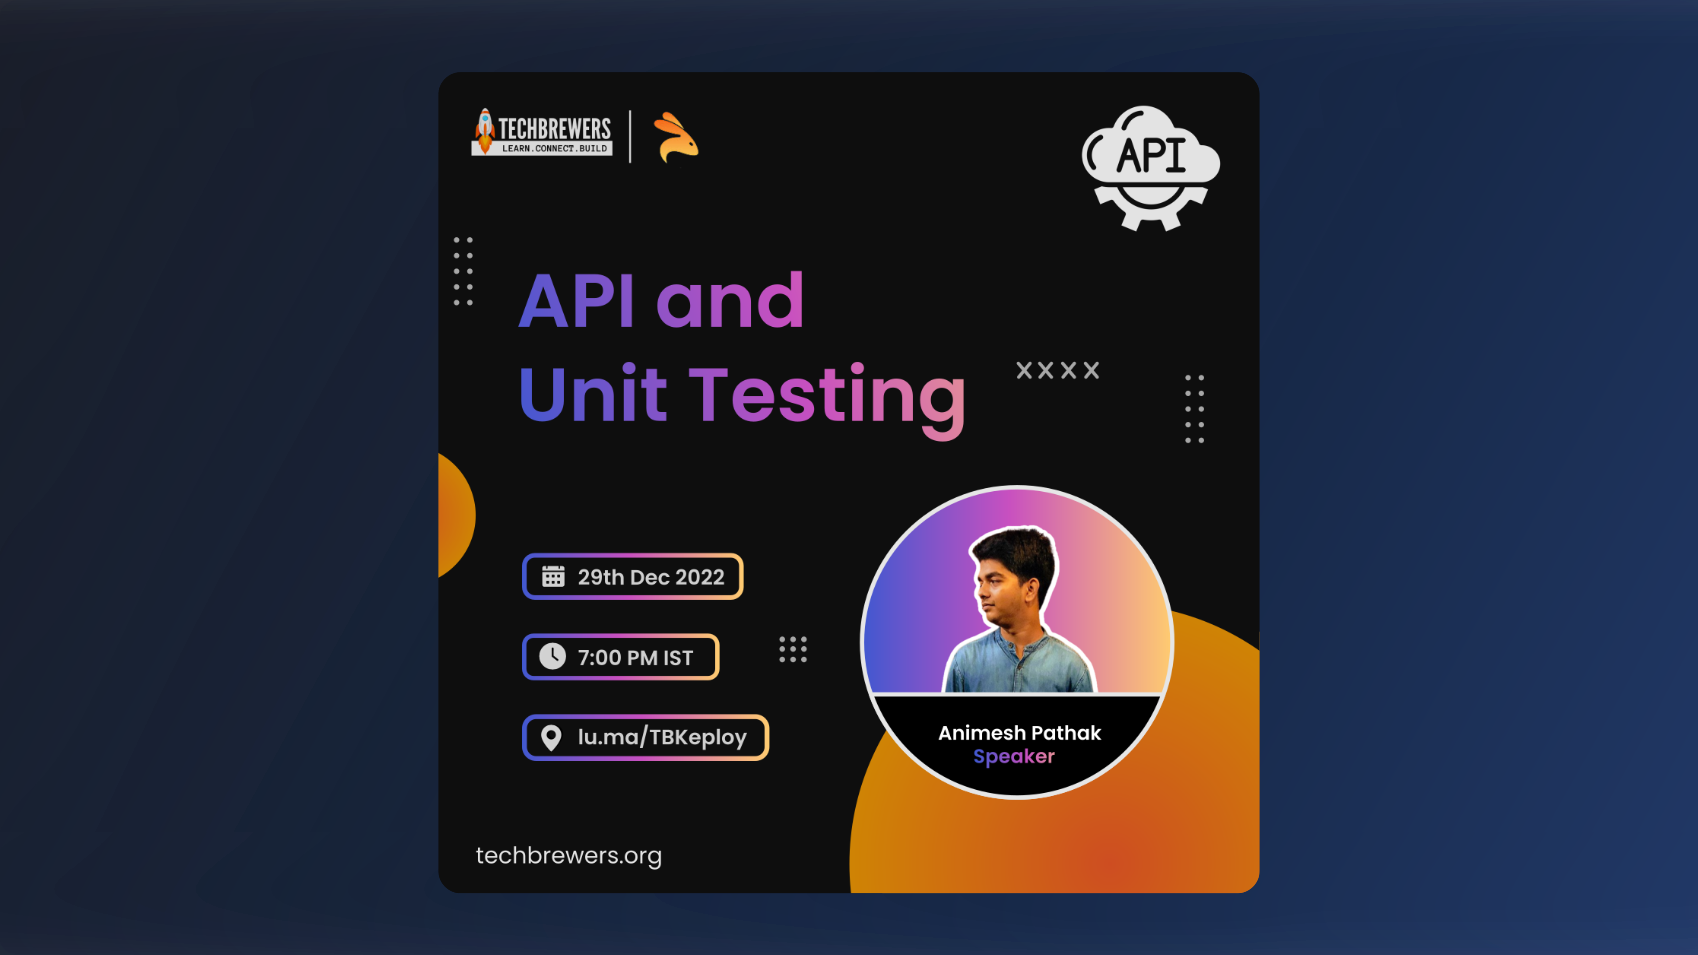 TECHBREWERS
LEARN.CONNECT.BUILD
API
API and
Unit Testing
29th Dec 2022
7:00 PM IST
lu.ma/TBKeploy
Animesh Pathak
Speaker
techbrewers.org